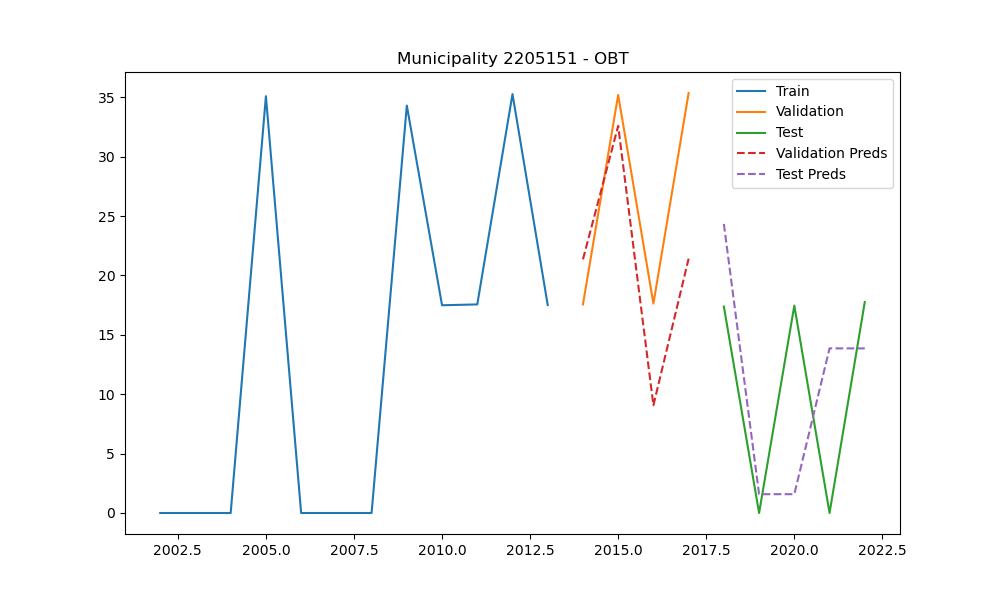 Municipality 2205151 - OBT
Train
Validation
Test
Validation Preds
Test Preds
35
30
25
20
15
10
5
0
2002.5 2005.0 2007.5 2010.0 2012.5 2015.0 2017.5 2020.0 2022.5